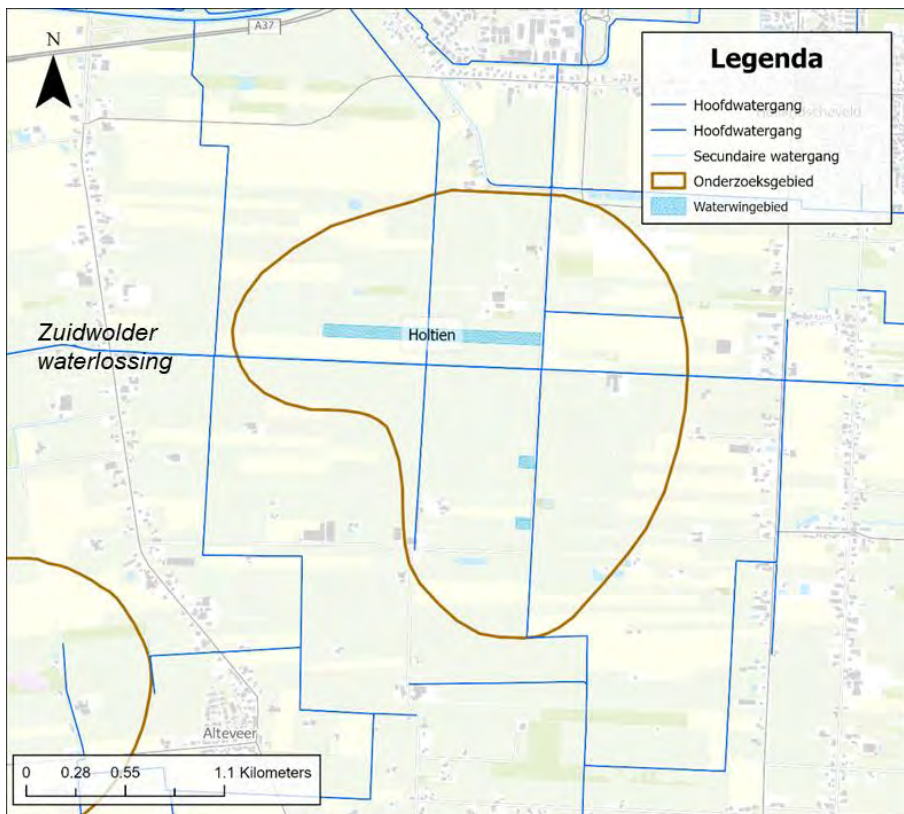 A37
N
Legenda
Hoofdwatergang
Hoofdwatergang
Secundaire watergang
Onderzoeksgebied
Waterwingebied
Zuidwolder
waterlossing
Holtien
Alteveer
0 0.28 0.55 1.1 Kilometers